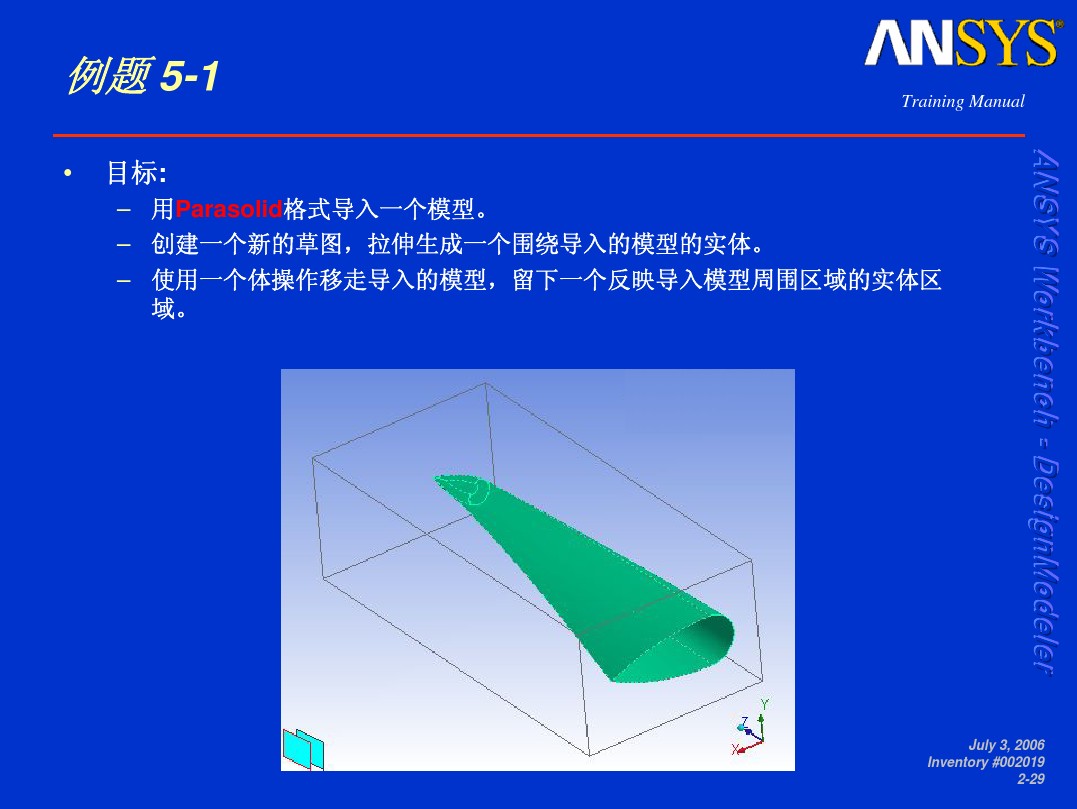 ANSYS®
例题 5-1
Training Manual
• 目标:
– 用Parasolid格式导入一个模型。
– 创建一个新的草图，拉伸生成一个围绕导入的模型的实体。
– 使用一个体操作移走导入的模型，留下一个反映导入模型周围区域的实体区
域。
ANSYS Workbench - DesignModeler
Y
Z
X
July 3, 2006
Inventory #002019
2-29